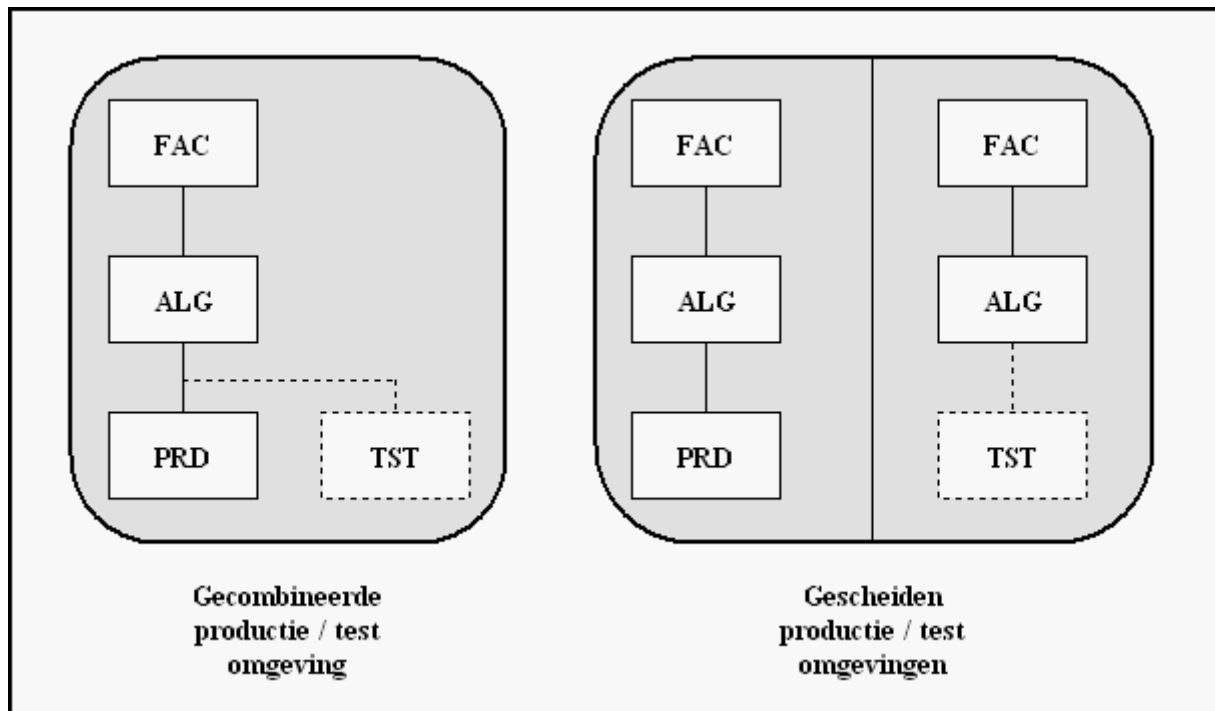 FAC
ALG
PRD
TST
Gecombineerde
productie / test
omgeving
FAC
FAC
ALG
ALG
PRD
TST
Gescheiden
productie / test
omgevingen